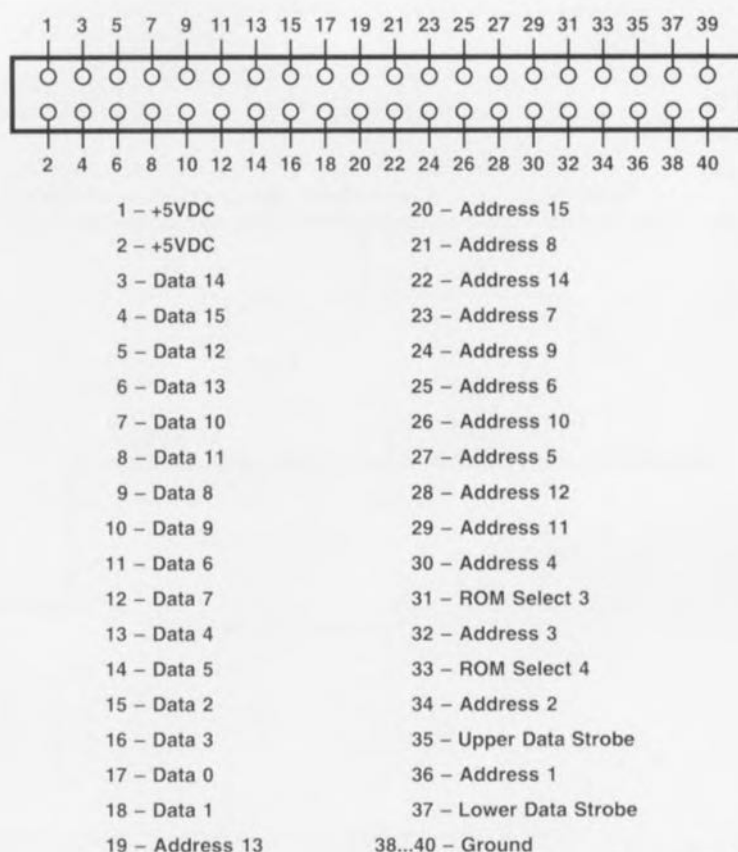 1 3 5 7 9 11 13 15 17 19 21 23 25 27 29 31 33 35 37 39
2 4 6 8 10 12 14 16 18 20 22 24 26 28 30 32 34 36 38 40
1 – +5VDC
2 – +5VDC
3 – Data 14
4 – Data 15
5 – Data 12
6 – Data 13
7 – Data 10
8 – Data 11
9 – Data 8
10 – Data 9
11 – Data 6
12 – Data 7
13 – Data 4
14 – Data 5
15 – Data 2
16 – Data 3
17 – Data 0
18 – Data 1
19 – Address 13
20 – Address 15
21 – Address 8
22 – Address 14
23 – Address 7
24 – Address 9
25 – Address 6
26 – Address 10
27 – Address 5
28 – Address 12
29 – Address 11
30 – Address 4
31 – ROM Select 3
32 – Address 3
33 – ROM Select 4
34 – Address 2
35 – Upper Data Strobe
36 – Address 1
37 – Lower Data Strobe
38...40 – Ground